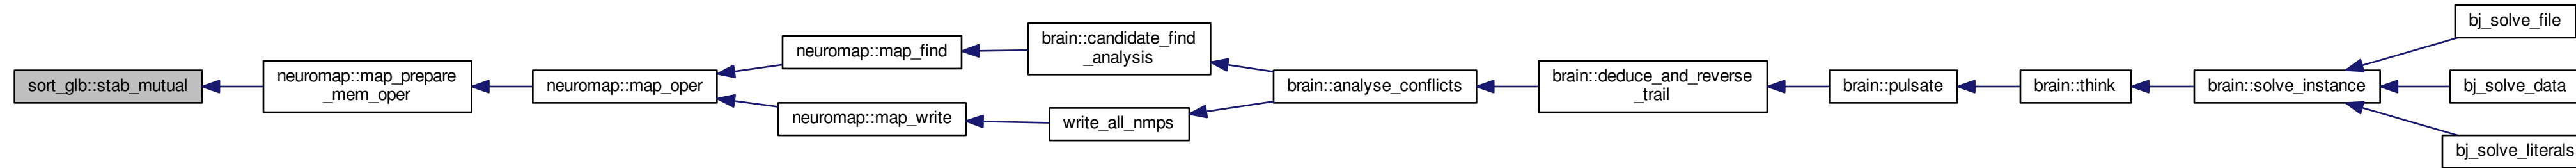 sort_glb::stab_mutual
neuromap::map_prepare
_mem_oper
neuromap::map_oper
neuromap::map_find
neuromap::map_write
brain::candidate_find
_analysis
write_all_nmps
brain::analyse_conflicts
brain::deduce_and_reverse
_trail
brain::pulsate
brain::think
brain::solve_instance
bj_solve_file
bj_solve_data
bj_solve_literals